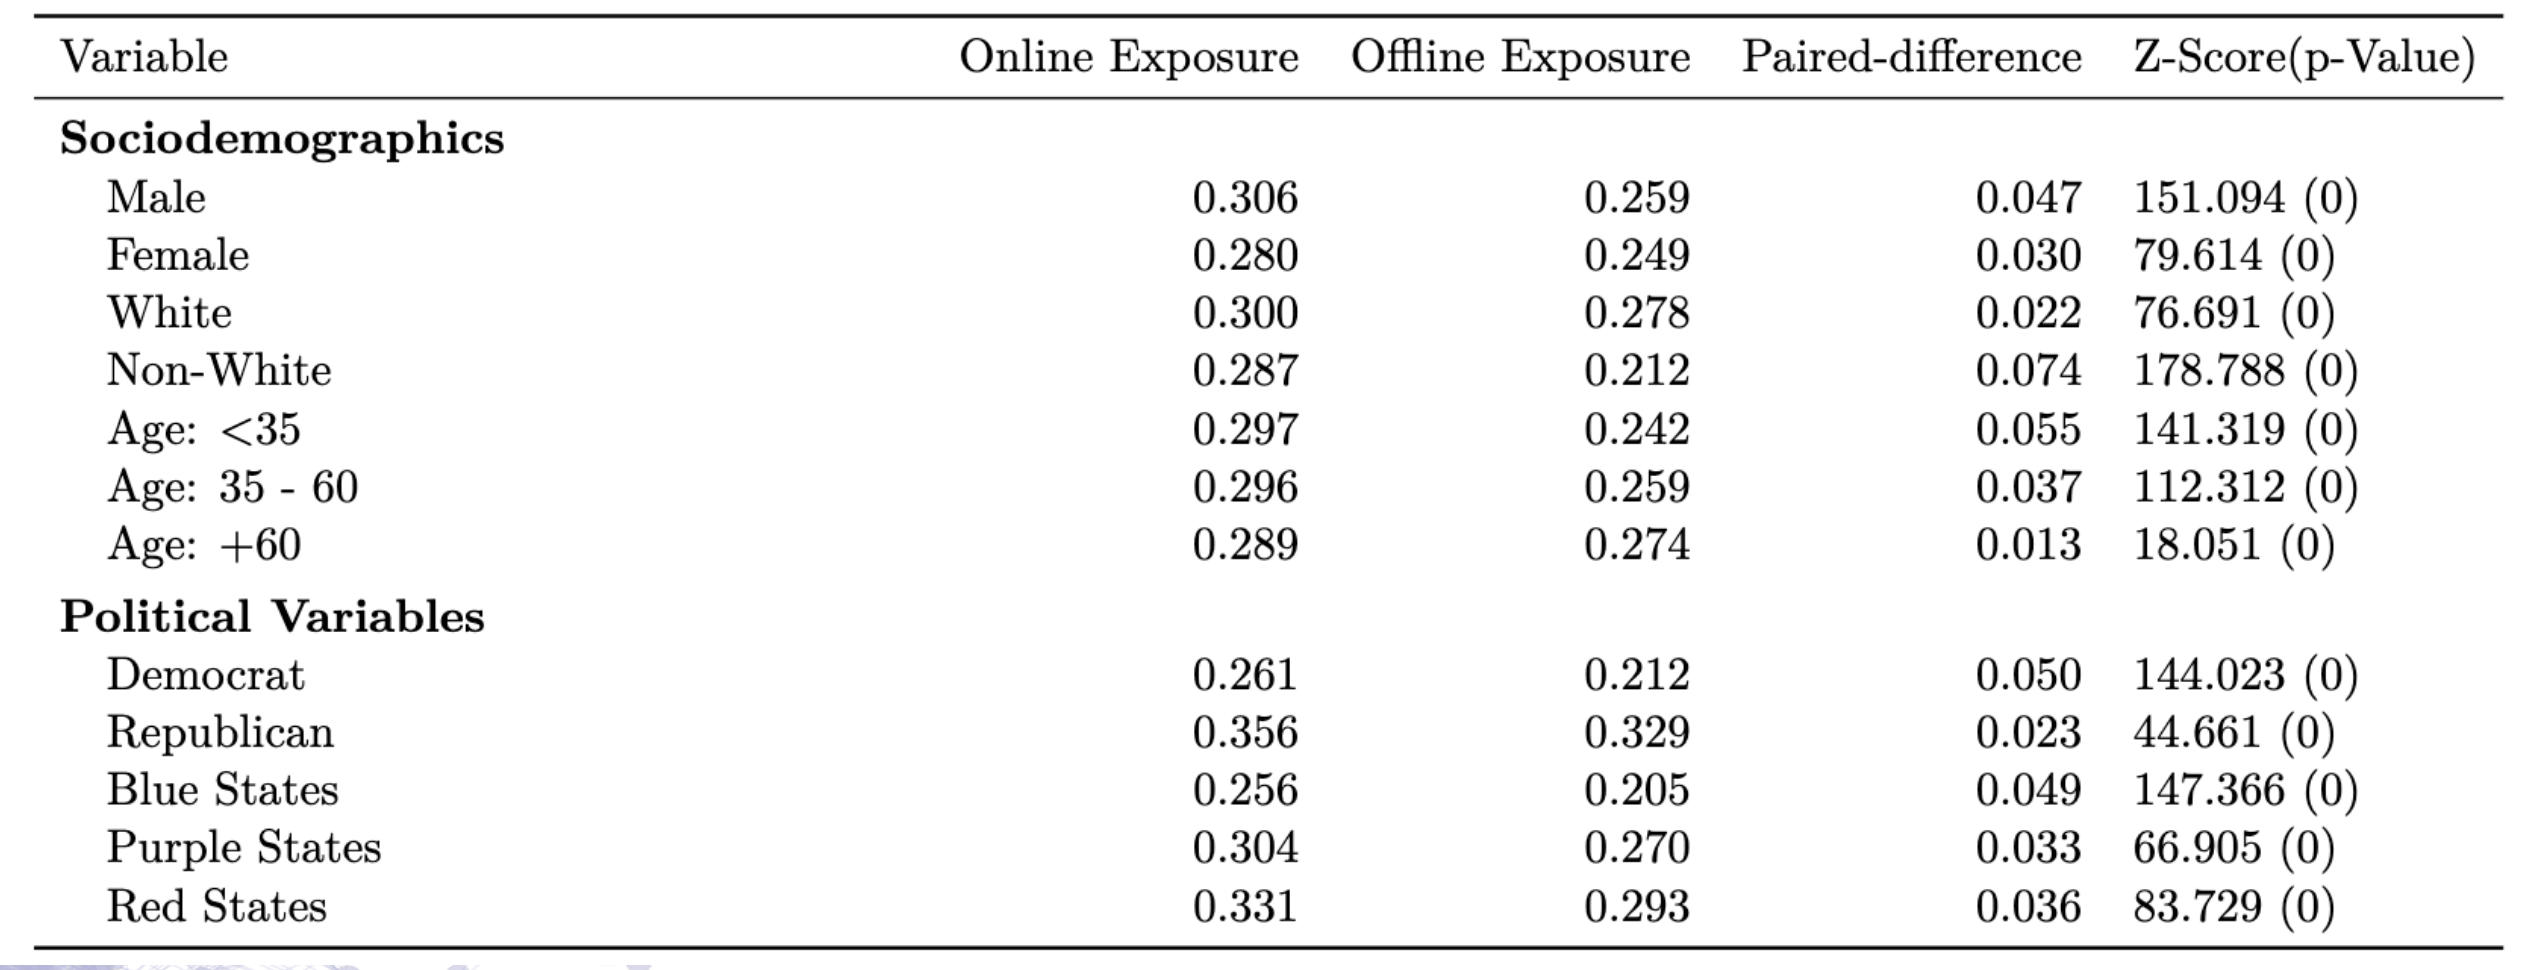 Variable Online Exposure Offline Exposure Paired-difference Z-Score(p-Value)
Sociodemographics
Male 0.306 0.259 0.047 151.094 (0)
Female 0.280 0.249 0.030 79.614 (0)
White 0.300 0.278 0.022 76.691 (0)
Non-White 0.287 0.212 0.074 178.788 (0)
Age: <35 0.297 0.242 0.055 141.319 (0)
Age: 35 - 60 0.296 0.259 0.037 112.312 (0)
Age: +60 0.289 0.274 0.013 18.051 (0)
Political Variables
Democrat 0.261 0.212 0.050 144.023 (0)
Republican 0.356 0.329 0.023 44.661 (0)
Blue States 0.256 0.205 0.049 147.366 (0)
Purple States 0.304 0.270 0.033 66.905 (0)
Red States 0.331 0.293 0.036 83.729 (0)